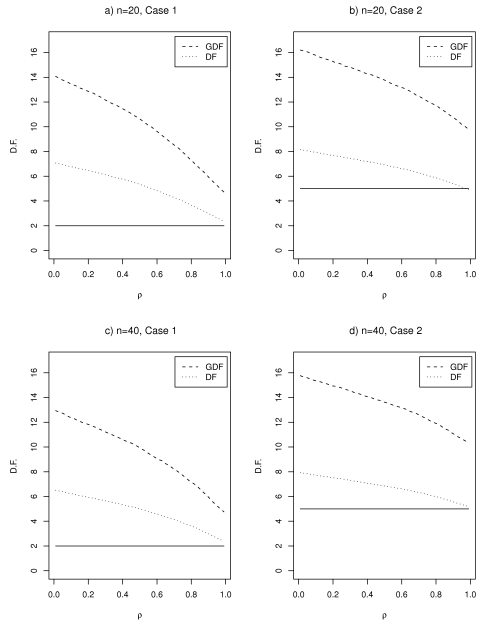 a) n=20, Case 1
GDF
DF
D.F.
0 2 4 6 8 10 12 14 16
0.0 0.2 0.4 0.6 0.8 1.0
ρ
b) n=20, Case 2
GDF
DF
D.F.
0 2 4 6 8 10 12 14 16
0.0 0.2 0.4 0.6 0.8 1.0
ρ
c) n=40, Case 1
GDF
DF
D.F.
0 2 4 6 8 10 12 14 16
0.0 0.2 0.4 0.6 0.8 1.0
ρ
d) n=40, Case 2
GDF
DF
D.F.
0 2 4 6 8 10 12 14 16
0.0 0.2 0.4 0.6 0.8 1.0
ρ